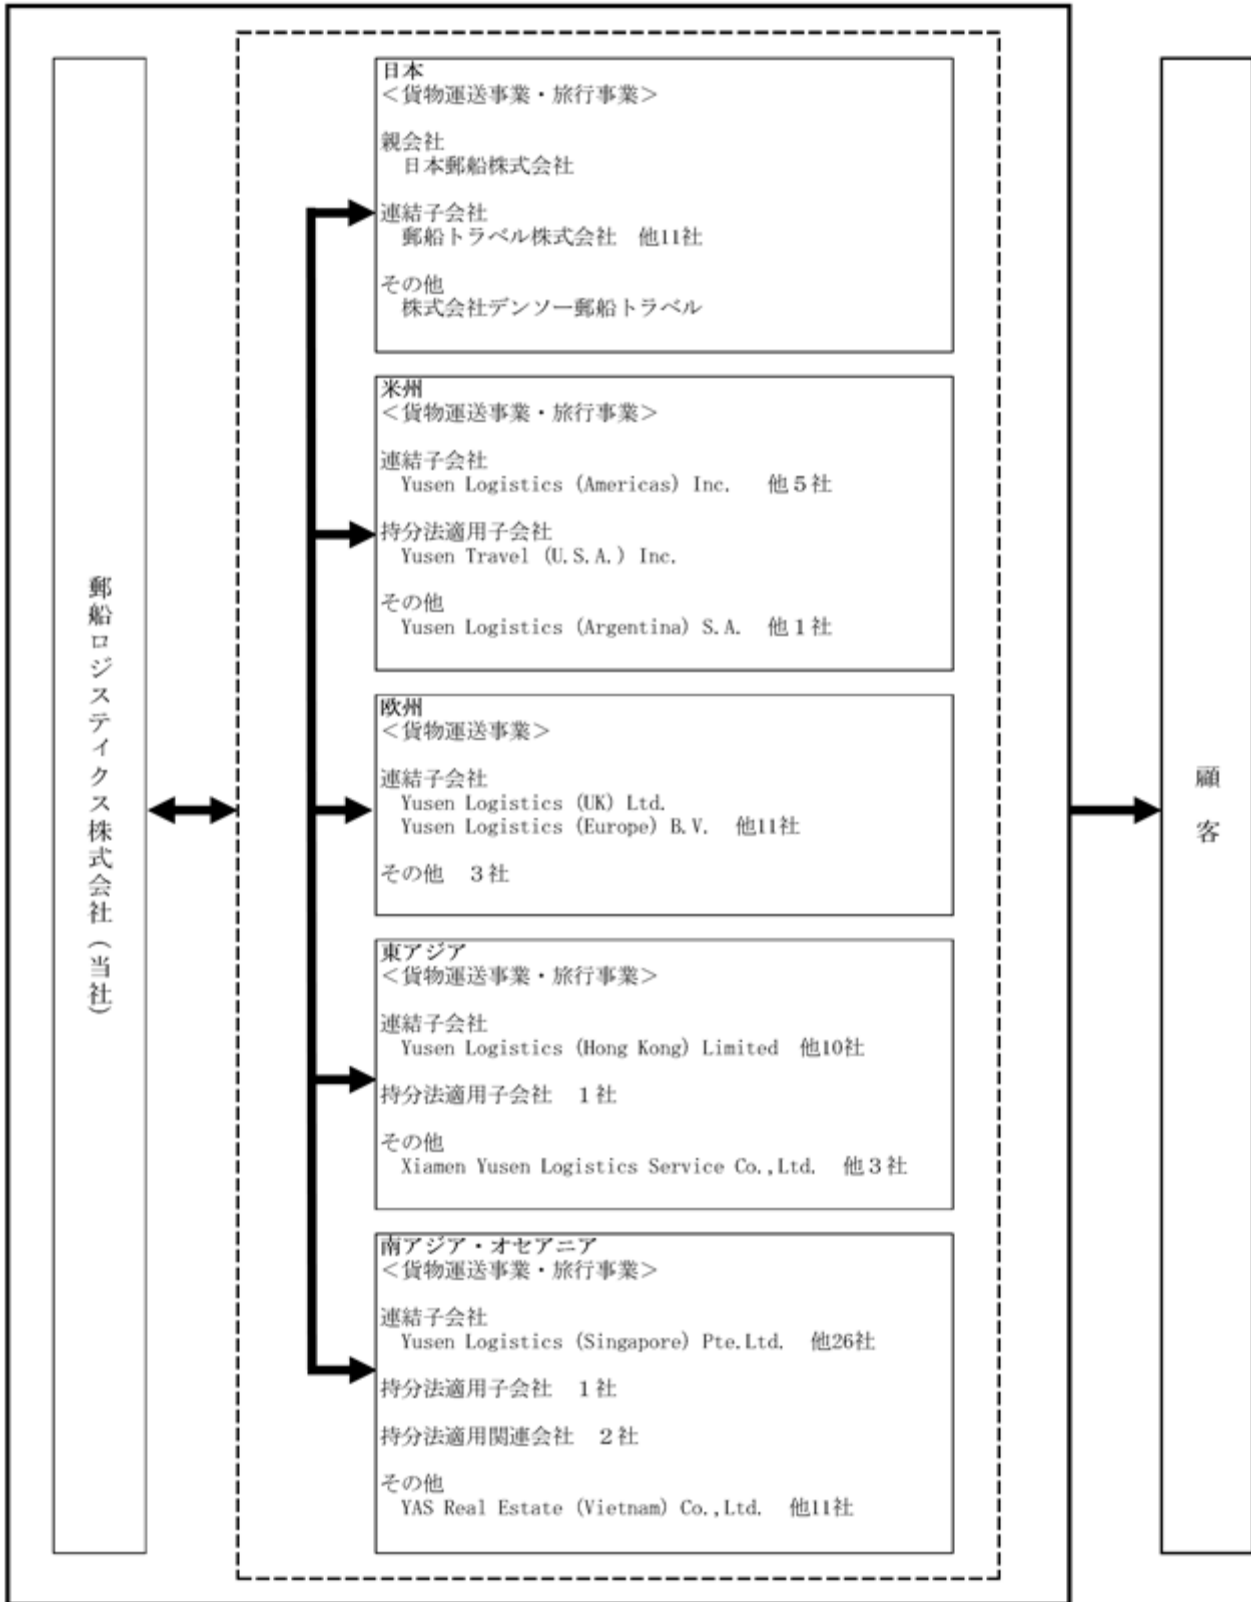 郵船ロジスティクス株式会社(当社)
日本
<貨物運送事業・旅行事業>
親会社
日本郵船株式会社
連結子会社
郵船トラベル株式会社　他11社
その他
株式会社デンソー郵船トラベル
米州
<貨物運送事業・旅行事業>
連結子会社
Yusen Logistics (Americas) Inc.　他５社
持分法適用子会社
Yusen Travel (U.S.A.) Inc.
その他
Yusen Logistics (Argentina) S.A.　他１社
欧州
<貨物運送事業>
連結子会社
Yusen Logistics (UK) Ltd.
Yusen Logistics (Europe) B.V.　他11社
その他　３社
東アジア
<貨物運送事業・旅行事業>
連結子会社
Yusen Logistics (Hong Kong) Limited　他10社
持分法適用子会社　１社
その他
Xiamen Yusen Logistics Service Co.,Ltd.　他３社
南アジア・オセアニア
<貨物運送事業・旅行事業>
連結子会社
Yusen Logistics (Singapore) Pte.Ltd.　他26社
持分法適用子会社　１社
持分法適用関連会社　２社
その他
YAS Real Estate (Vietnam) Co.,Ltd.　他11社
顧客